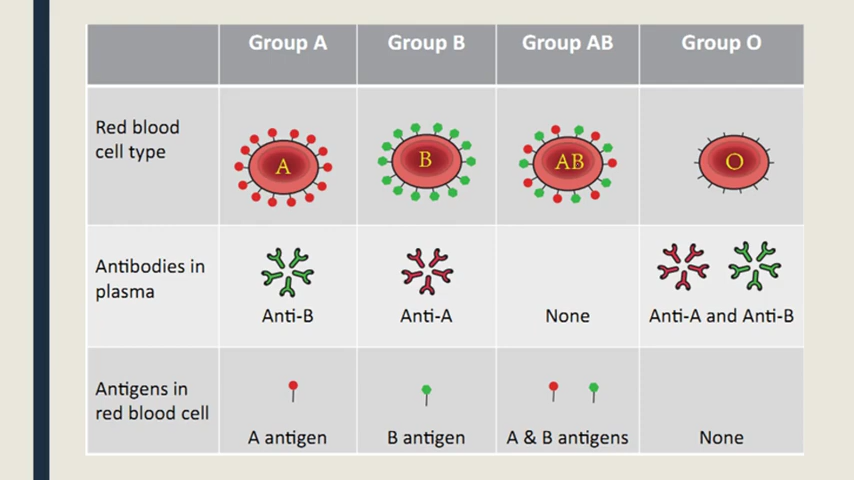 Group A
Group B
Group AB
Group O
Red blood
cell type
A
B
AB
O
Antibodies in
plasma
Anti-B
Anti-A
None
Anti-A and Anti-B
Antigens in
red blood cell
A antigen
B antigen
A & B antigens
None